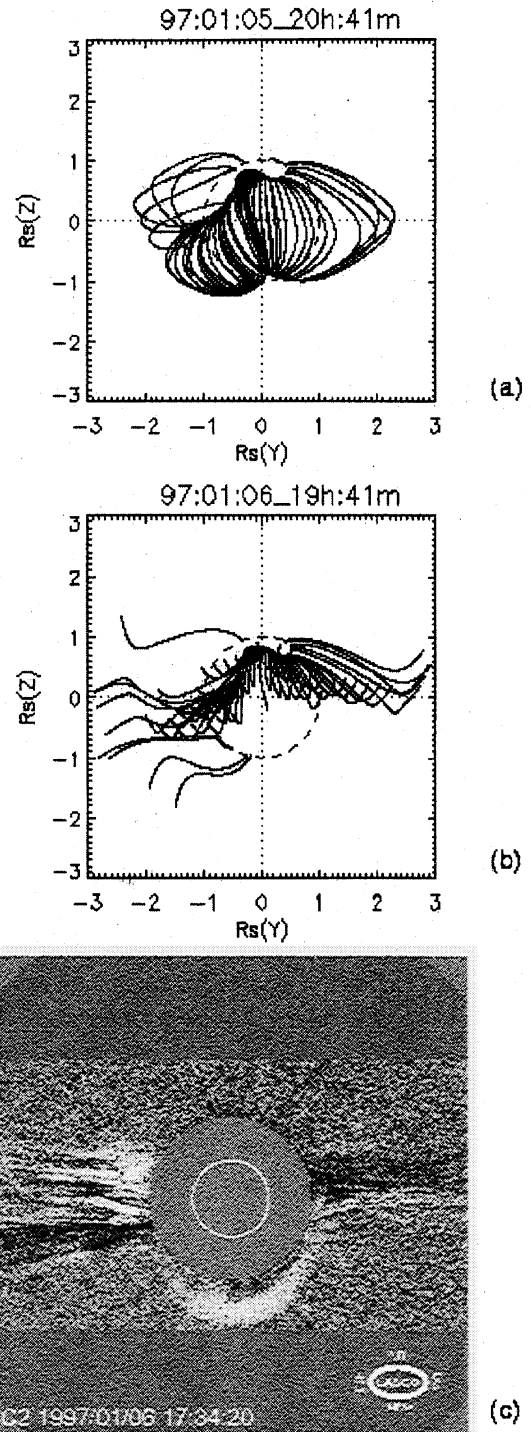 97:01:05_20h:41m
3
2
1
0
−1
−2
−3
Rs(Z)
−3 −2 −1 0 1 2 3
Rs(Y)
(a)
97:01:06_19h:41m
3
2
1
0
−1
−2
−3
Rs(Z)
−3 −2 −1 0 1 2 3
Rs(Y)
(b)
LASCO
C2 1997/01/06 17:34:20
(c)